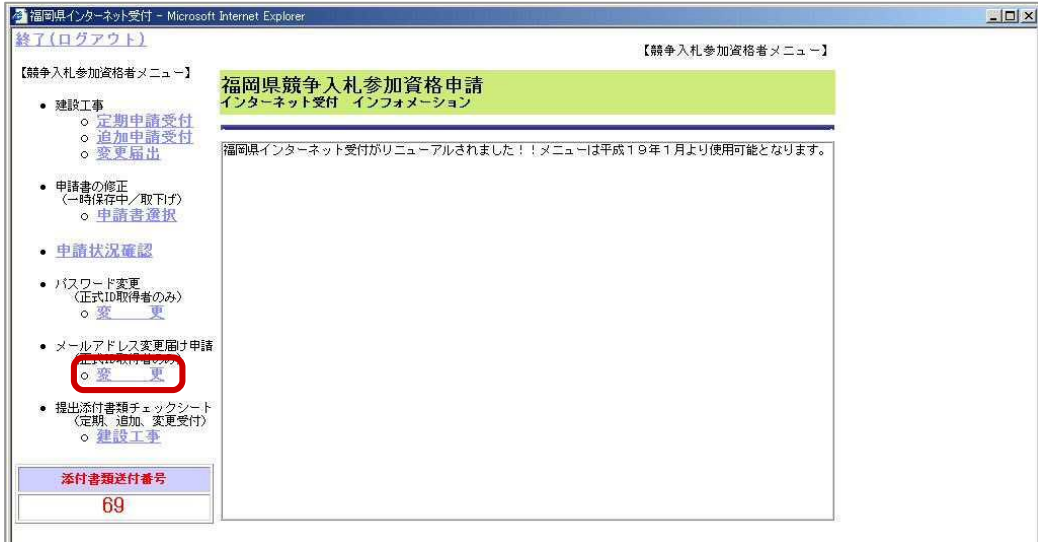 福岡県インターネット受付 - Microsoft Internet Explorer
終了(ログアウト)
【競争入札参加資格者メニュー】
【競争入札参加資格者メニュー】
福岡県競争入札参加資格申請
インターネット受付 インフォメーション
福岡県インターネット受付がリニューアルされました！！メニューは平成１９年１月より使用可能となります。
建設工事
定期申請受付
追加申請受付
変更届出
申請書の修正
(一時保存中／取下げ)
申請書選択
申請状況確認
パスワード変更
(正式ID取得者のみ)
変　　更
メールアドレス変更届け申請
(正式ID取得者のみ)
変　　更
提出添付書類チェックシート
(定期、追加、変更受付)
建設工事
添付書類送付番号
69